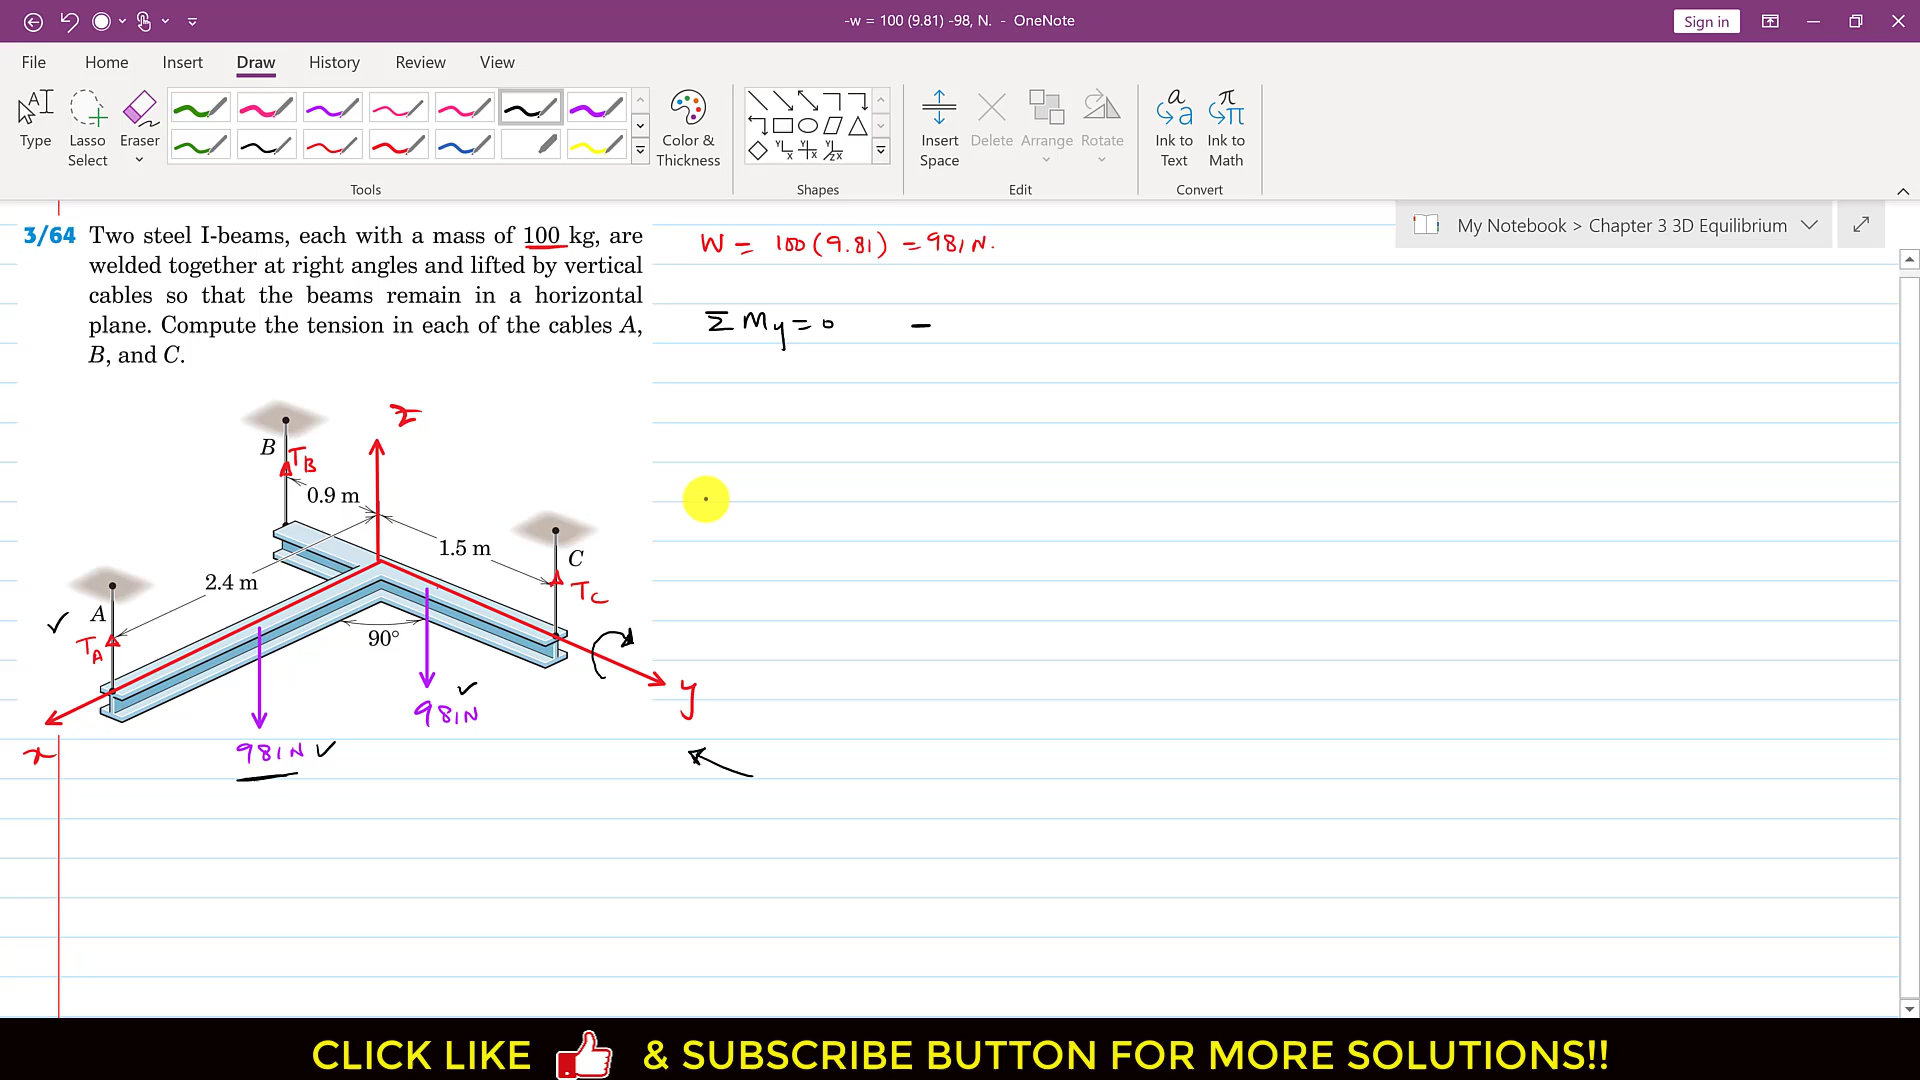 -w = 100 (9.81) -98, N. - OneNote
Sign in
File Home Insert Draw History Review View
Type
Lasso Select
Eraser
Color & Thickness
Insert Space
Delete
Arrange
Rotate
Ink to Text
Ink to Math
Tools
Shapes
Edit
Convert
My Notebook > Chapter 3 3D Equilibrium
3/64 Two steel I-beams, each with a mass of 100 kg, are
welded together at right angles and lifted by vertical
cables so that the beams remain in a horizontal
plane. Compute the tension in each of the cables A,
B, and C.
W = 100(9.81) = 981N.
Σ My = 0 -
z
B
TB
0.9 m
1.5 m
C
TC
2.4 m
A
TA
90°
981N
y
981N
x
CLICK LIKE & SUBSCRIBE BUTTON FOR MORE SOLUTIONS!!